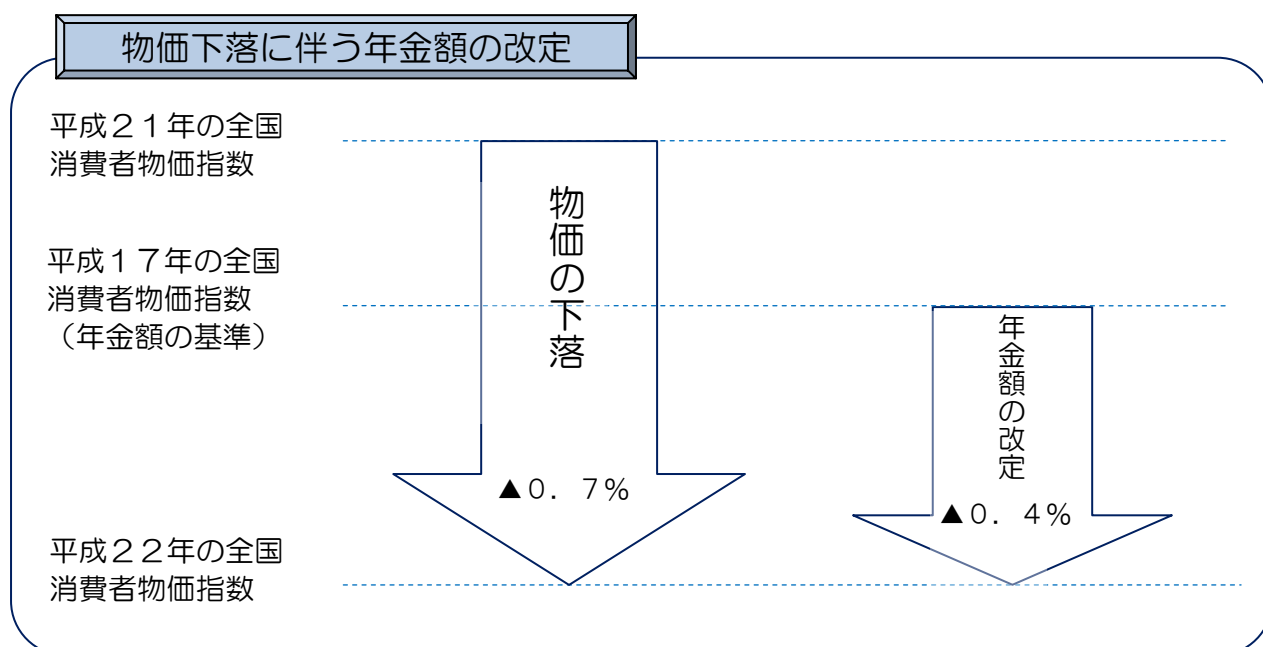 物価下落に伴う年金額の改定
平成２１年の全国
消費者物価指数
物価の下落
平成１７年の全国
消費者物価指数
（年金額の基準）
年金額の改定
▲０．７％
▲０．４％
平成２２年の全国
消費者物価指数